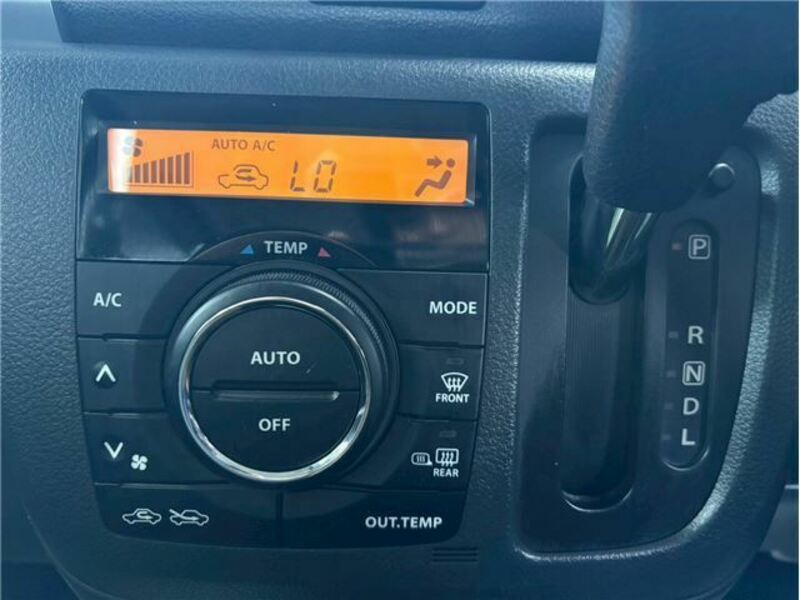 AUTO A/C
LO
TEMP
A/C
MODE
AUTO
OFF
FRONT
REAR
OUT.TEMP
P
R
N
D
L